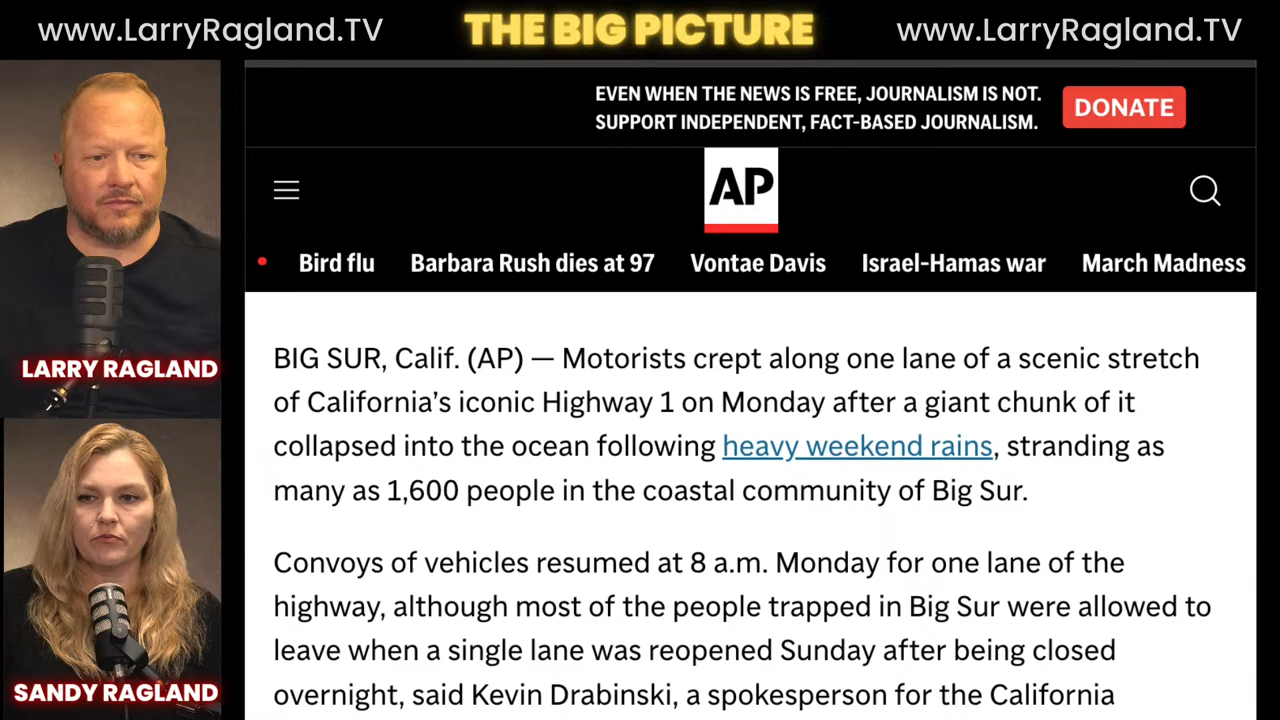 www.LarryRagland.TV
THE BIG PICTURE
www.LarryRagland.TV
EVEN WHEN THE NEWS IS FREE, JOURNALISM IS NOT.
SUPPORT INDEPENDENT, FACT-BASED JOURNALISM.
DONATE
AP
Bird flu
Barbara Rush dies at 97
Vontae Davis
Israel-Hamas war
March Madness
LARRY RAGLAND
SANDY RAGLAND
BIG SUR, Calif. (AP) — Motorists crept along one lane of a scenic stretch
of California’s iconic Highway 1 on Monday after a giant chunk of it
collapsed into the ocean following heavy weekend rains, stranding as
many as 1,600 people in the coastal community of Big Sur.
Convoys of vehicles resumed at 8 a.m. Monday for one lane of the
highway, although most of the people trapped in Big Sur were allowed to
leave when a single lane was reopened Sunday after being closed
overnight, said Kevin Drabinski, a spokesperson for the California